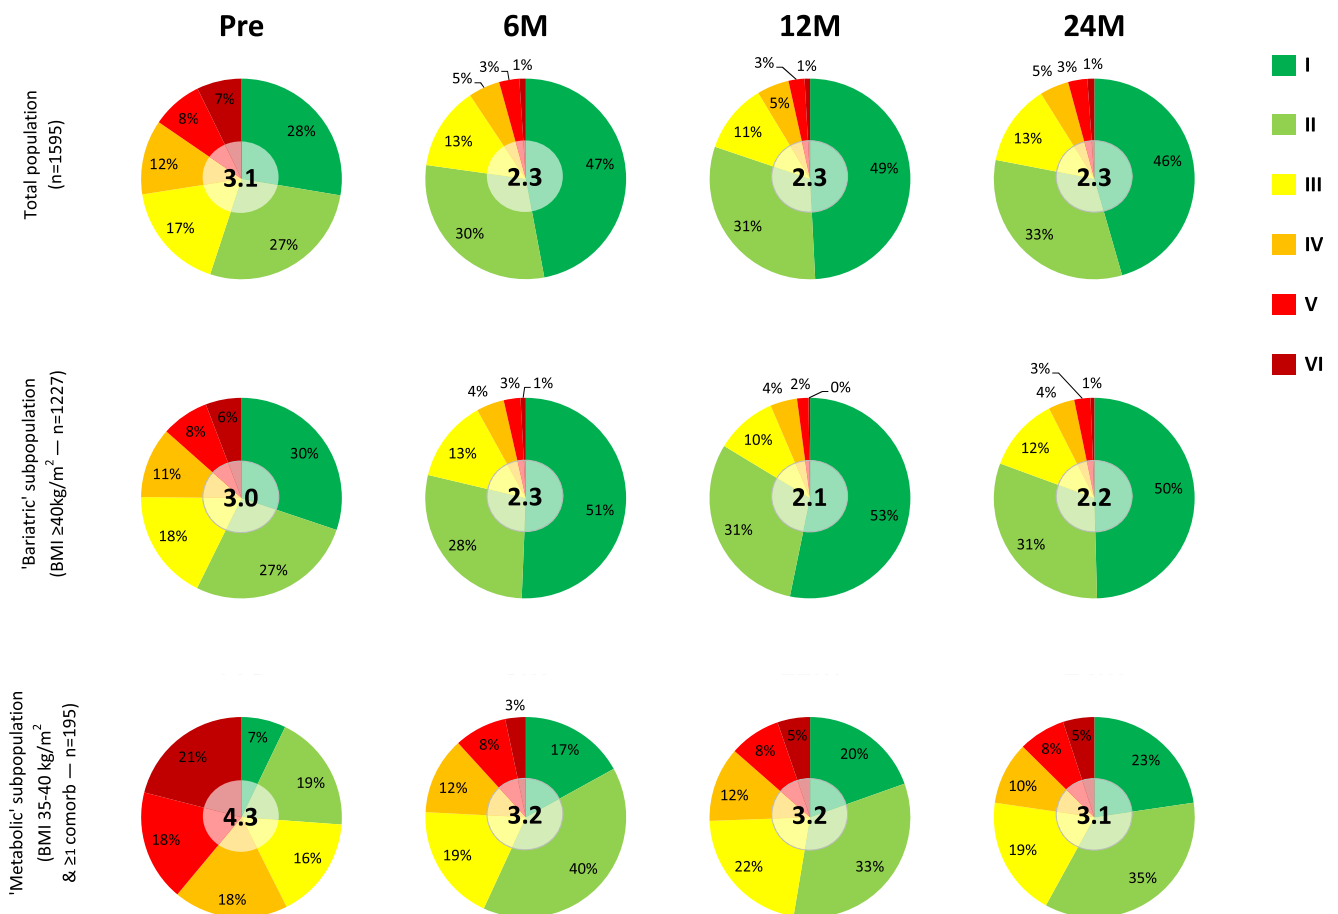 Pre 6M 12M 24M
Total population
(n=1595)
7% 28% 8% 12% 3.1 17% 27%
5% 3% 1% 13% 47% 2.3 30%
3% 1% 5% 11% 49% 2.3 31%
5% 3% 1% 13% 46% 2.3 33%
I
II
III
IV
V
VI
'Bariatric' subpopulation
(BMI ≥40kg/m² — n=1227)
6% 8% 30% 11% 3.0 18% 27%
4% 3% 1% 13% 2.3 51% 28%
4% 2% 0% 10% 2.1 53% 31%
3% 4% 1% 12% 50% 2.2 31%
'Metabolic' subpopulation
(BMI 35-40 kg/m²
& ≥1 comorb — n=195)
7% 21% 19% 4.3 18% 16% 18%
3% 8% 17% 12% 3.2 19% 40%
5% 8% 20% 12% 3.2 22% 33%
5% 8% 23% 10% 3.1 19% 35%